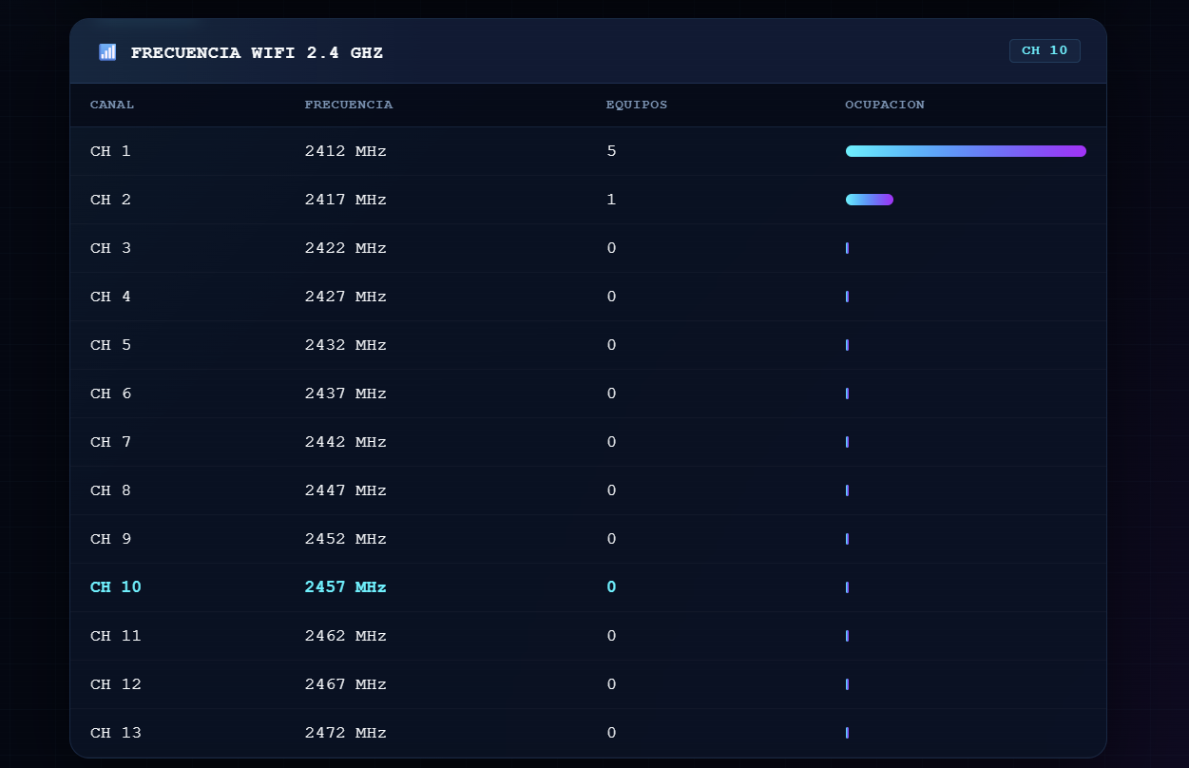 FRECUENCIA WIFI 2.4 GHZ CH 10
CANAL FRECUENCIA EQUIPOS OCUPACION
CH 1 2412 MHz 5
CH 2 2417 MHz 1
CH 3 2422 MHz 0
CH 4 2427 MHz 0
CH 5 2432 MHz 0
CH 6 2437 MHz 0
CH 7 2442 MHz 0
CH 8 2447 MHz 0
CH 9 2452 MHz 0
CH 10 2457 MHz 0
CH 11 2462 MHz 0
CH 12 2467 MHz 0
CH 13 2472 MHz 0